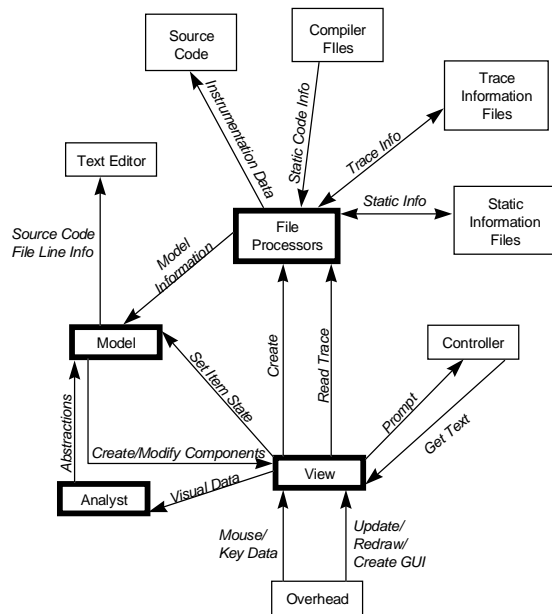 Source
Code
Compiler
FIles
Trace
Information
Files
Instrumentation Data
Static Code Info
Trace Info
Text Editor
Static Info
Static
Information
Files
File
Processors
Source Code
File Line Info
Model
Information
Model
Controller
Set Item State
Create
Read Trace
Prompt
Get Text
Abstractions
Create/Modify Components
View
Analyst
Visual Data
Mouse/
Key Data
Update/
Redraw/
Create GUI
Overhead